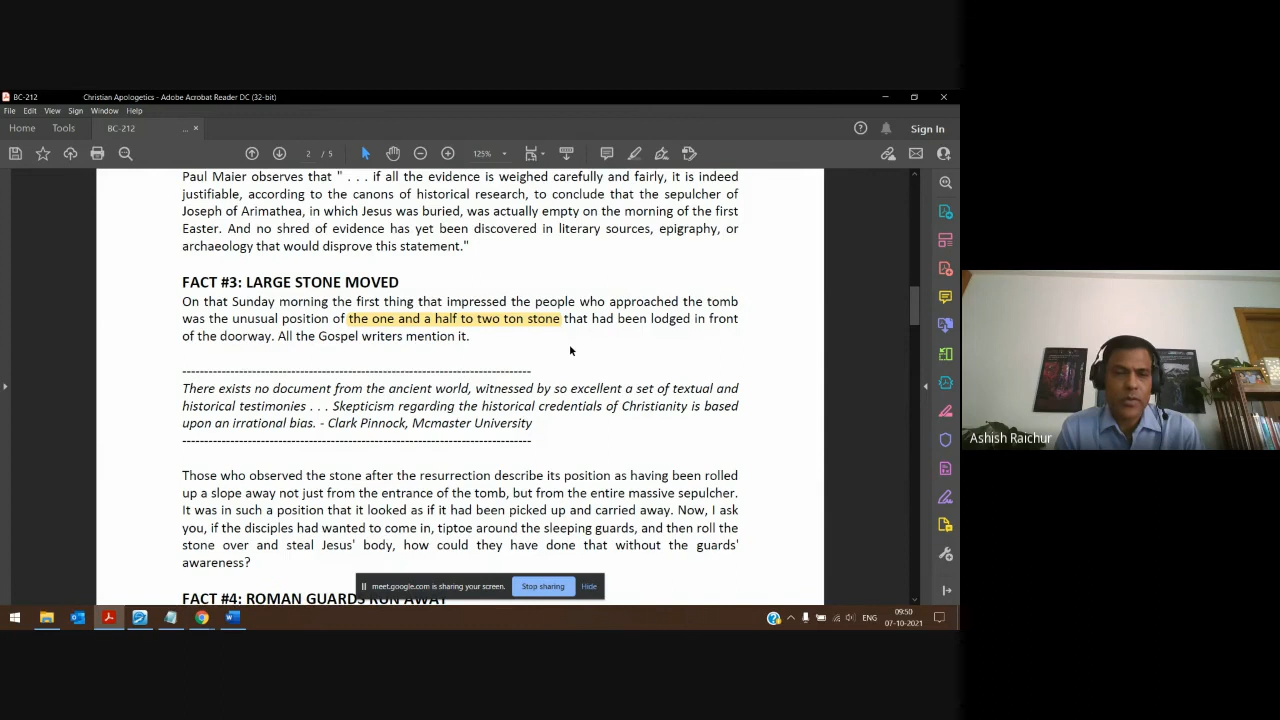 BC-212 Christian Apologetics - Adobe Acrobat Reader DC (32-bit)
File Edit View Sign Window Help
Home Tools BC-212 ... × Sign In
2 / 5 125%
Paul Maier observes that " . . . if all the evidence is weighed carefully and fairly, it is indeed
justifiable, according to the canons of historical research, to conclude that the sepulcher of
Joseph of Arimathea, in which Jesus was buried, was actually empty on the morning of the first
Easter. And no shred of evidence has yet been discovered in literary sources, epigraphy, or
archaeology that would disprove this statement."
FACT #3: LARGE STONE MOVED
On that Sunday morning the first thing that impressed the people who approached the tomb
was the unusual position of the one and a half to two ton stone that had been lodged in front
of the doorway. All the Gospel writers mention it.
--------------------------------------------------------------------------
There exists no document from the ancient world, witnessed by so excellent a set of textual and
historical testimonies . . . Skepticism regarding the historical credentials of Christianity is based
upon an irrational bias. - Clark Pinnock, Mcmaster University
--------------------------------------------------------------------------
Those who observed the stone after the resurrection describe its position as having been rolled
up a slope away not just from the entrance of the tomb, but from the entire massive sepulcher.
It was in such a position that it looked as if it had been picked up and carried away. Now, I ask
you, if the disciples had wanted to come in, tiptoe around the sleeping guards, and then roll the
stone over and steal Jesus' body, how could they have done that without the guards'
awareness?
meet.google.com is sharing your screen. Stop sharing Hide
FACT #4: ROMAN GUARDS RUN AWAY
ENG 09:50
07-10-2021
Ashish Raichur